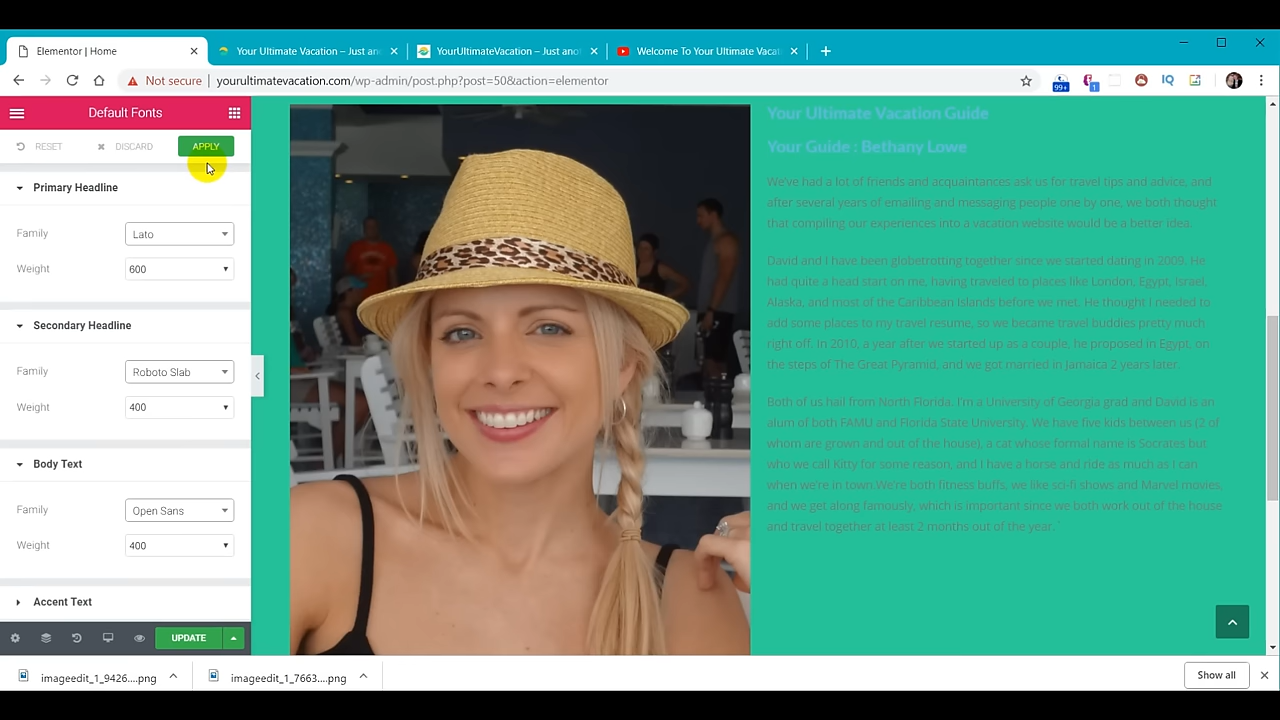 Elementor | Home
Your Ultimate Vacation – Just an
YourUltimateVacation – Just ano
Welcome To Your Ultimate Vacat
Not secure | yourultimatevacation.com/wp-admin/post.php?post=50&action=elementor
99+
1
IQ
Default Fonts
RESET
DISCARD
APPLY
Primary Headline
Family
Lato
Weight
600
Secondary Headline
Family
Roboto Slab
Weight
400
Body Text
Family
Open Sans
Weight
400
Accent Text
UPDATE
Your Ultimate Vacation Guide
Your Guide : Bethany Lowe
We've had a lot of friends and acquaintances ask us for travel tips and advice, and
after several years of emailing and messaging people one by one, we both thought
that compiling our experiences into a vacation website would be a better idea.
David and I have been globetrotting together since we started dating in 2009. He
had quite a head start on me, having traveled to places like London, Egypt, Israel,
Alaska, and most of the Caribbean Islands before we met. He thought I needed to
add some places to my travel resume, so we became travel buddies pretty much
right off. In 2010, a year after we started up as a couple, he proposed in Egypt, on
the steps of The Great Pyramid, and we got married in Jamaica 2 years later.
Both of us hail from North Florida. I'm a University of Georgia grad and David is an
alum of both FAMU and Florida State University. We have five kids between us (2 of
whom are grown and out of the house), a cat whose formal name is Socrates but
who we call Kitty for some reason, and I have a horse and ride as much as I can
when we're in town.We're both fitness buffs, we like sci-fi shows and Marvel movies,
and we get along famously, which is important since we both work out of the house
and travel together at least 2 months out of the year.
imageedit_1_9426....png
imageedit_1_7663....png
Show all